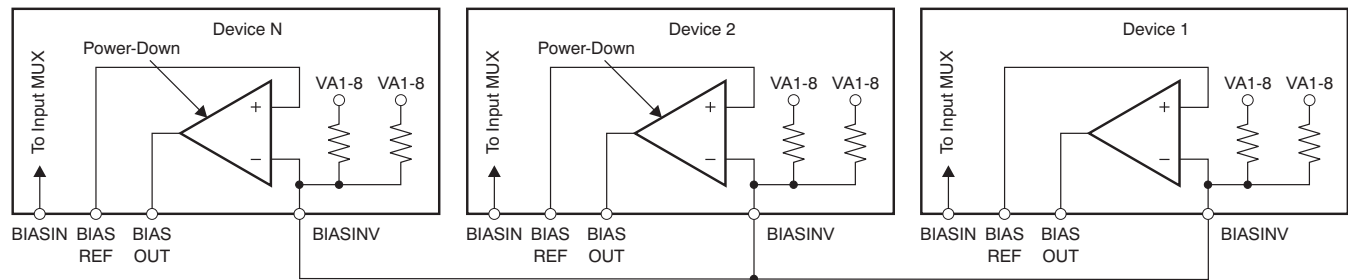 Device N
Power-Down
To Input MUX
VA1-8 VA1-8
+
−
BIASIN BIAS REF BIAS OUT BIASINV
Device 2
Power-Down
To Input MUX
VA1-8 VA1-8
+
−
BIASIN BIAS REF BIAS OUT BIASINV
Device 1
To Input MUX
VA1-8 VA1-8
+
−
BIASIN BIAS REF BIAS OUT BIASINV